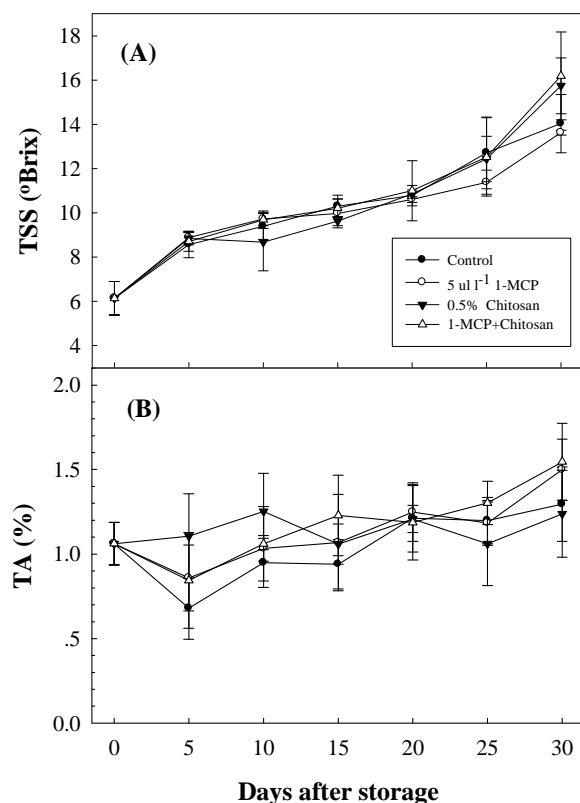 (A)
TSS (ºBrix)
18
16
14
12
10
8
6
4
Control
5 ul l-1 1-MCP
0.5% Chitosan
1-MCP+Chitosan
(B)
TA (%)
2.0
1.5
1.0
.5
0.0
0 5 10 15 20 25 30
Days after storage